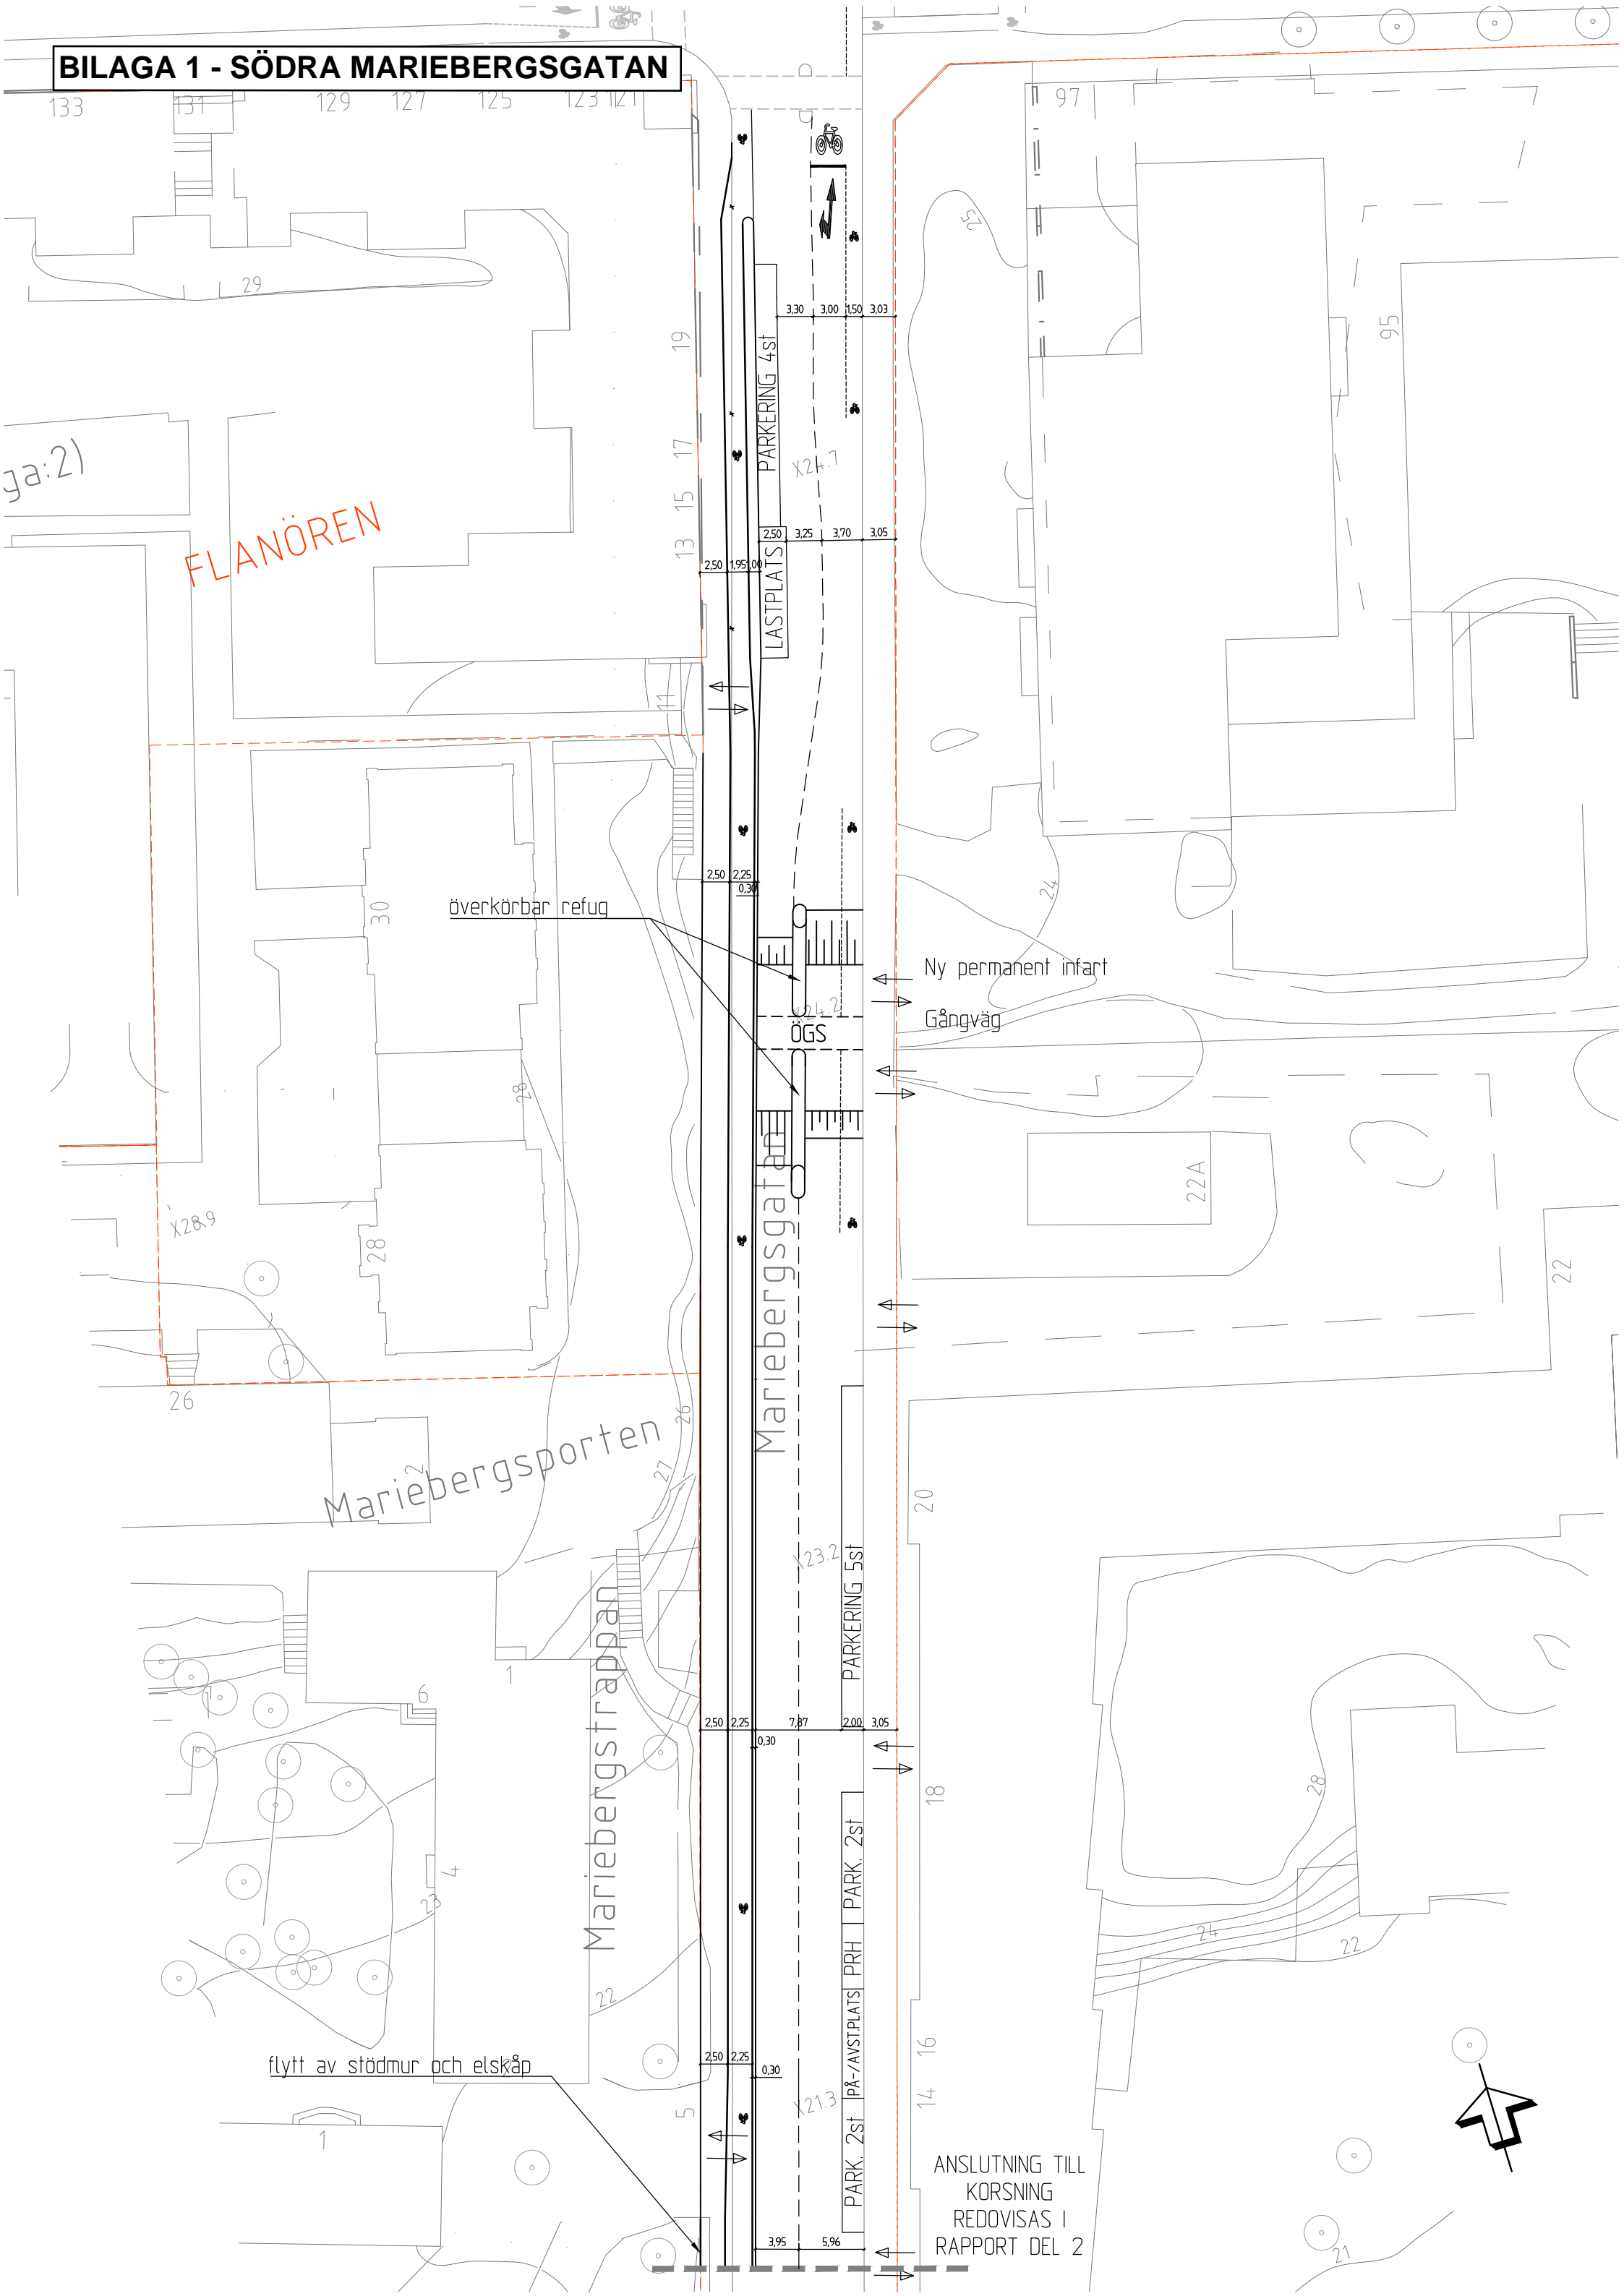 BILAGA 1 - SÖDRA MARIEBERGSGATAN
133
131
129
127
125
123
121
97
25
29
3,30 3,00 1,50 3,03
19
95
PARKERING 4st
17
X24.7
ga:2)
15
FLANÖREN
13
2,50 3,25 3,70 3,05
2,50 1,95 1,00
LASTPLATS
11
2,50 2,25
0,30
24
30
överkörbar refug
Ny permanent infart
X24.2
Gångväg
ÖGS
28
22A
Mariebergsgatan
X28.9
28
22
26
26
Mariebergsporten
2
27
20
X23.2
PARKERING 5st
Mariebergstrappan
1
6
2,50 2,25 7,87 2,00 3,05
0,30
28
18
4
PARK. 2st
23
24
22
PRH
22
PÅ-/AVST.PLATS
16
flytt av stödmur och elskåp
2,50 2,25
0,30
X21.3
14
5
1
PARK. 2st
ANSLUTNING TILL
KORSNING
REDOVISAS I
RAPPORT DEL 2
3,95 5,96
21